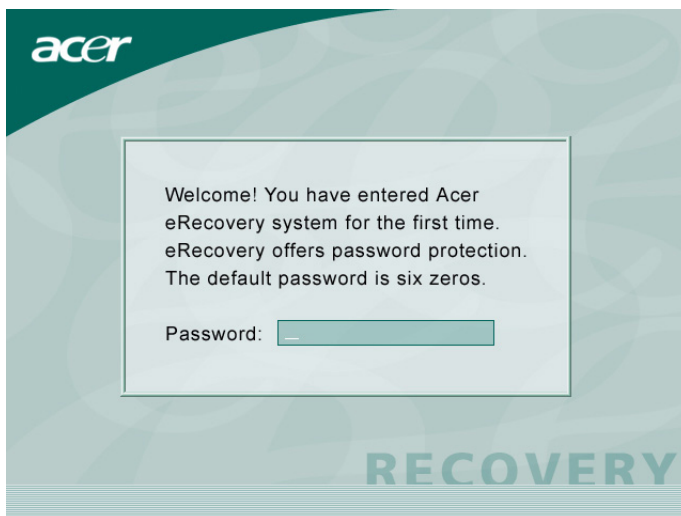 acer
Welcome! You have entered Acer
eRecovery system for the first time.
eRecovery offers password protection.
The default password is six zeros.
Password:
RECOVERY